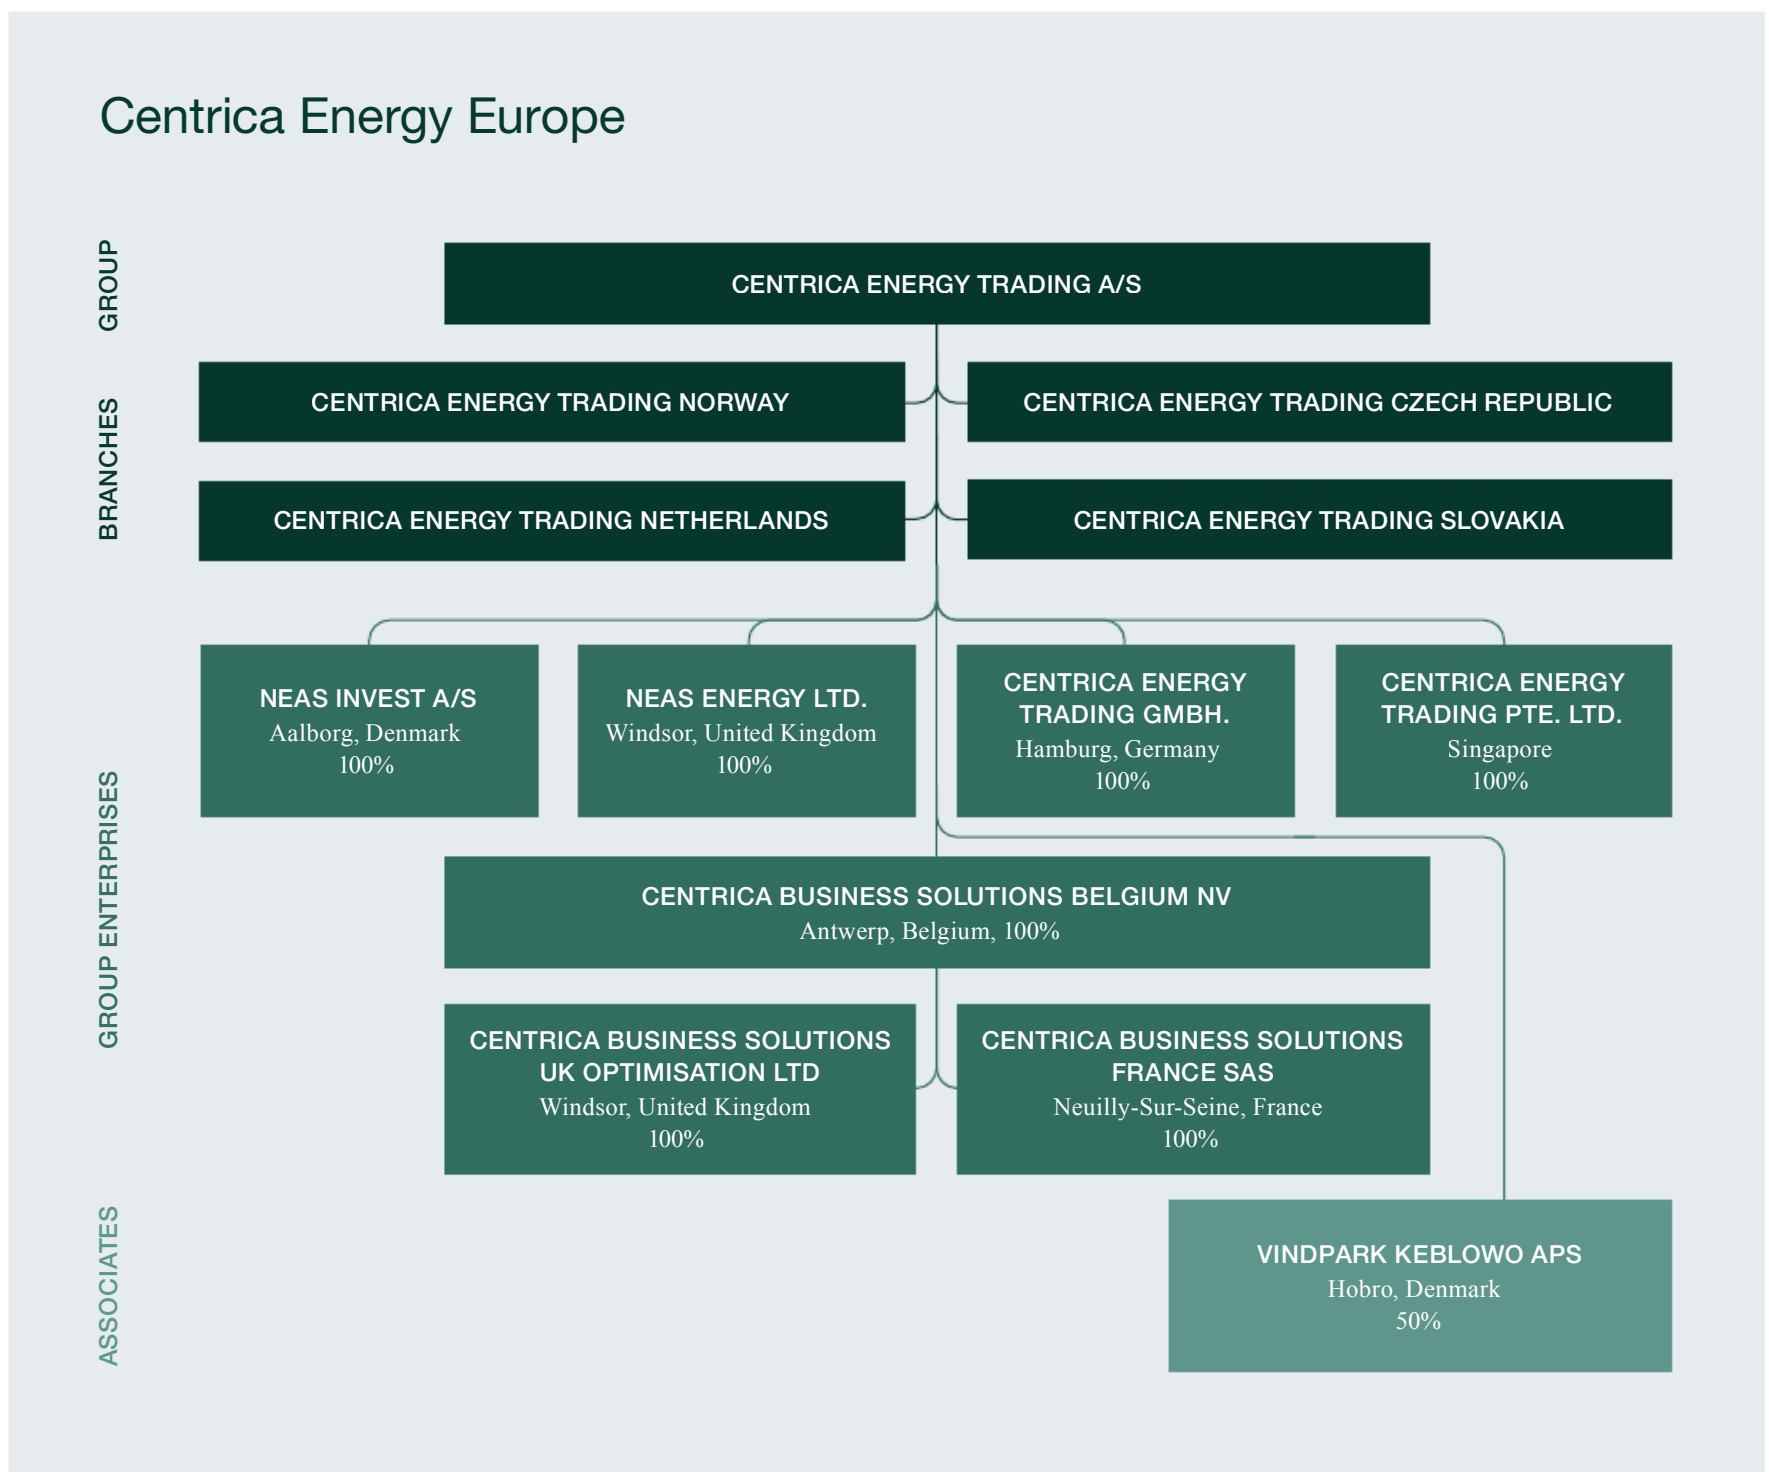 Centrica Energy Europe
GROUP
CENTRICA ENERGY TRADING A/S
BRANCHES
CENTRICA ENERGY TRADING NORWAY
CENTRICA ENERGY TRADING CZECH REPUBLIC
CENTRICA ENERGY TRADING NETHERLANDS
CENTRICA ENERGY TRADING SLOVAKIA
GROUP ENTERPRISES
NEAS INVEST A/S
Aalborg, Denmark
100%
NEAS ENERGY LTD.
Windsor, United Kingdom
100%
CENTRICA ENERGY
TRADING GMBH.
Hamburg, Germany
100%
CENTRICA ENERGY
TRADING PTE. LTD.
Singapore
100%
CENTRICA BUSINESS SOLUTIONS BELGIUM NV
Antwerp, Belgium, 100%
CENTRICA BUSINESS SOLUTIONS
UK OPTIMISATION LTD
Windsor, United Kingdom
100%
CENTRICA BUSINESS SOLUTIONS
FRANCE SAS
Neuilly-Sur-Seine, France
100%
ASSOCIATES
VINDPARK KEBLOWO APS
Hobro, Denmark
50%